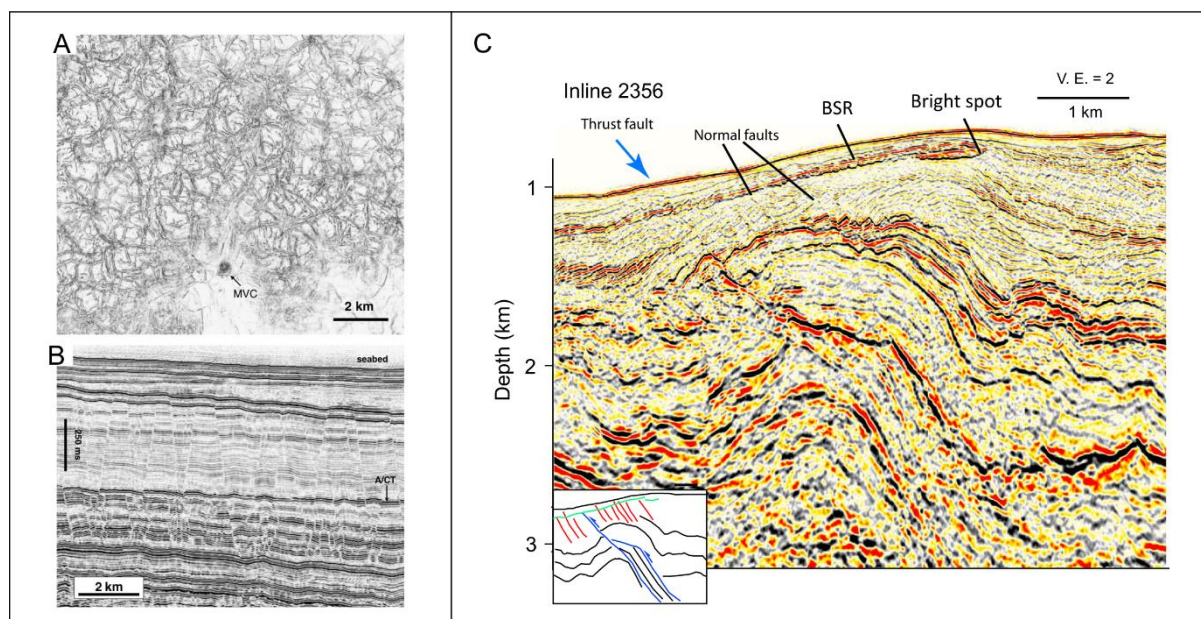 A
MVC
2 km
B
seabed
250 ms
A/CT
2 km
C
Inline 2356
V. E. = 2
1 km
Thrust fault
Normal faults
BSR
Bright spot
Depth (km)
1
2
3